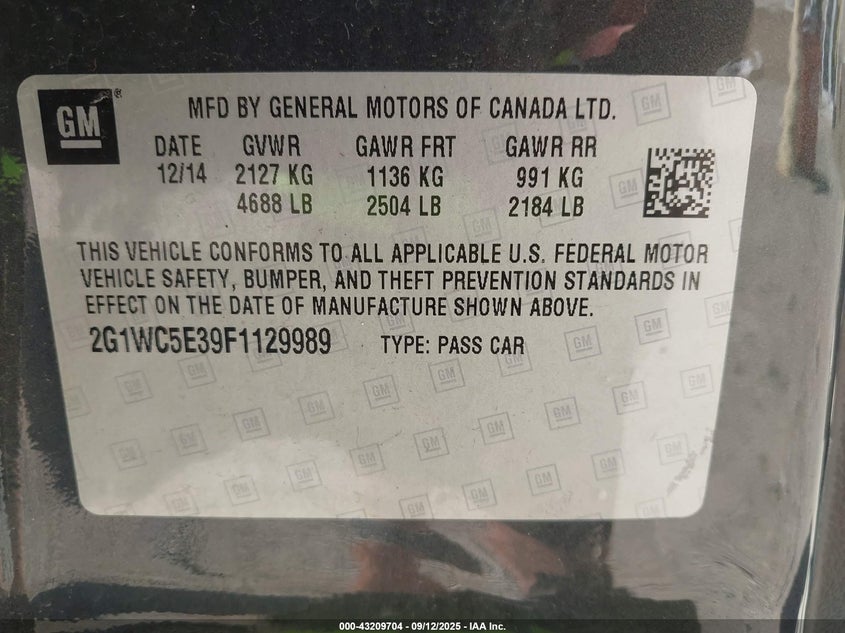 GM®
MFD BY GENERAL MOTORS OF CANADA LTD.
DATE GVWR GAWR FRT GAWR RR
12/14 2127 KG 1136 KG 991 KG
4688 LB 2504 LB 2184 LB
THIS VEHICLE CONFORMS TO ALL APPLICABLE U.S. FEDERAL MOTOR
VEHICLE SAFETY, BUMPER, AND THEFT PREVENTION STANDARDS IN
EFFECT ON THE DATE OF MANUFACTURE SHOWN ABOVE.
2G1WC5E39F1129989 TYPE: PASS CAR
000-43209704 - 09/12/2025 - IAA Inc.